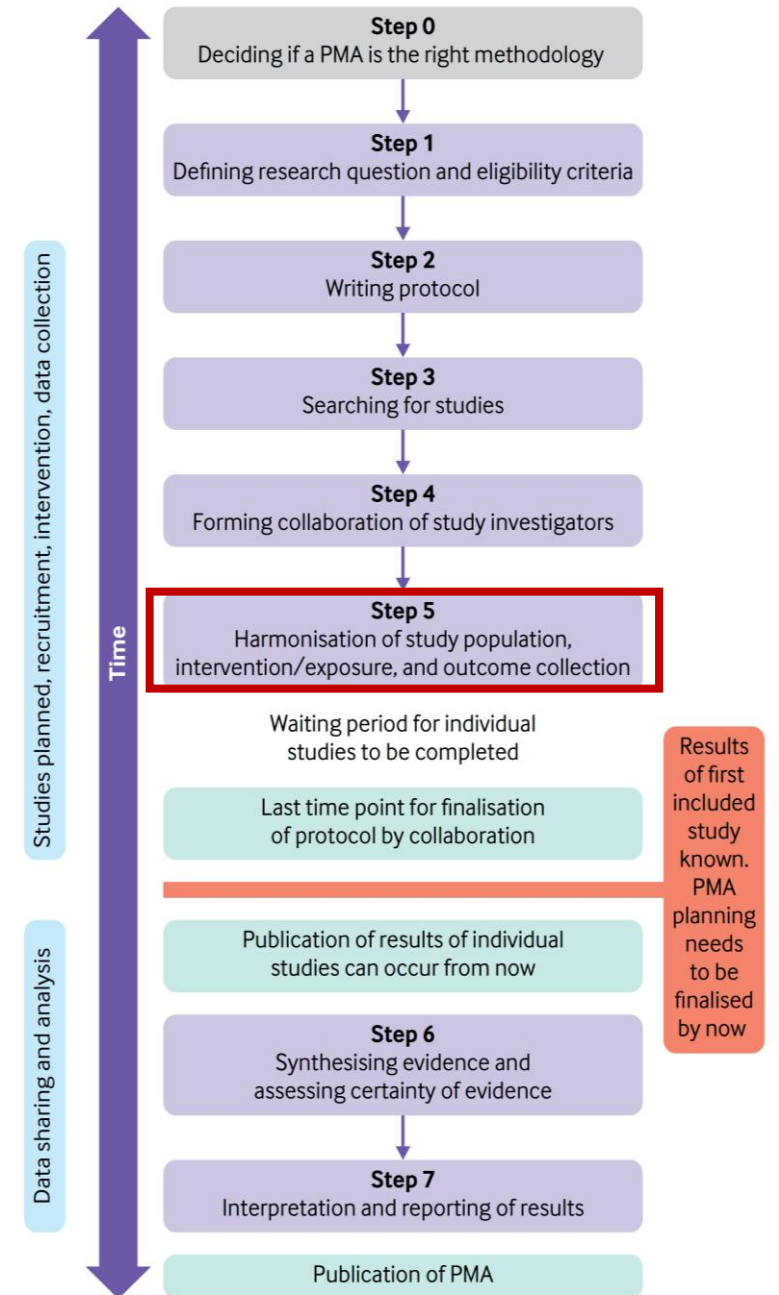 Step 0
Deciding if a PMA is the right methodology
Step 1
Defining research question and eligibility criteria
Step 2
Writing protocol
Step 3
Searching for studies
Step 4
Forming collaboration of study investigators
Step 5
Harmonisation of study population,
intervention/exposure, and outcome collection
Waiting period for individual
studies to be completed
Last time point for finalisation
of protocol by collaboration
Publication of results of individual
studies can occur from now
Step 6
Synthesising evidence and
assessing certainty of evidence
Step 7
Interpretation and reporting of results
Publication of PMA
Studies planned, recruitment, intervention, data collection
Data sharing and analysis
Time
Results
of first
included
study
known.
PMA
planning
needs
to be
finalised
by now